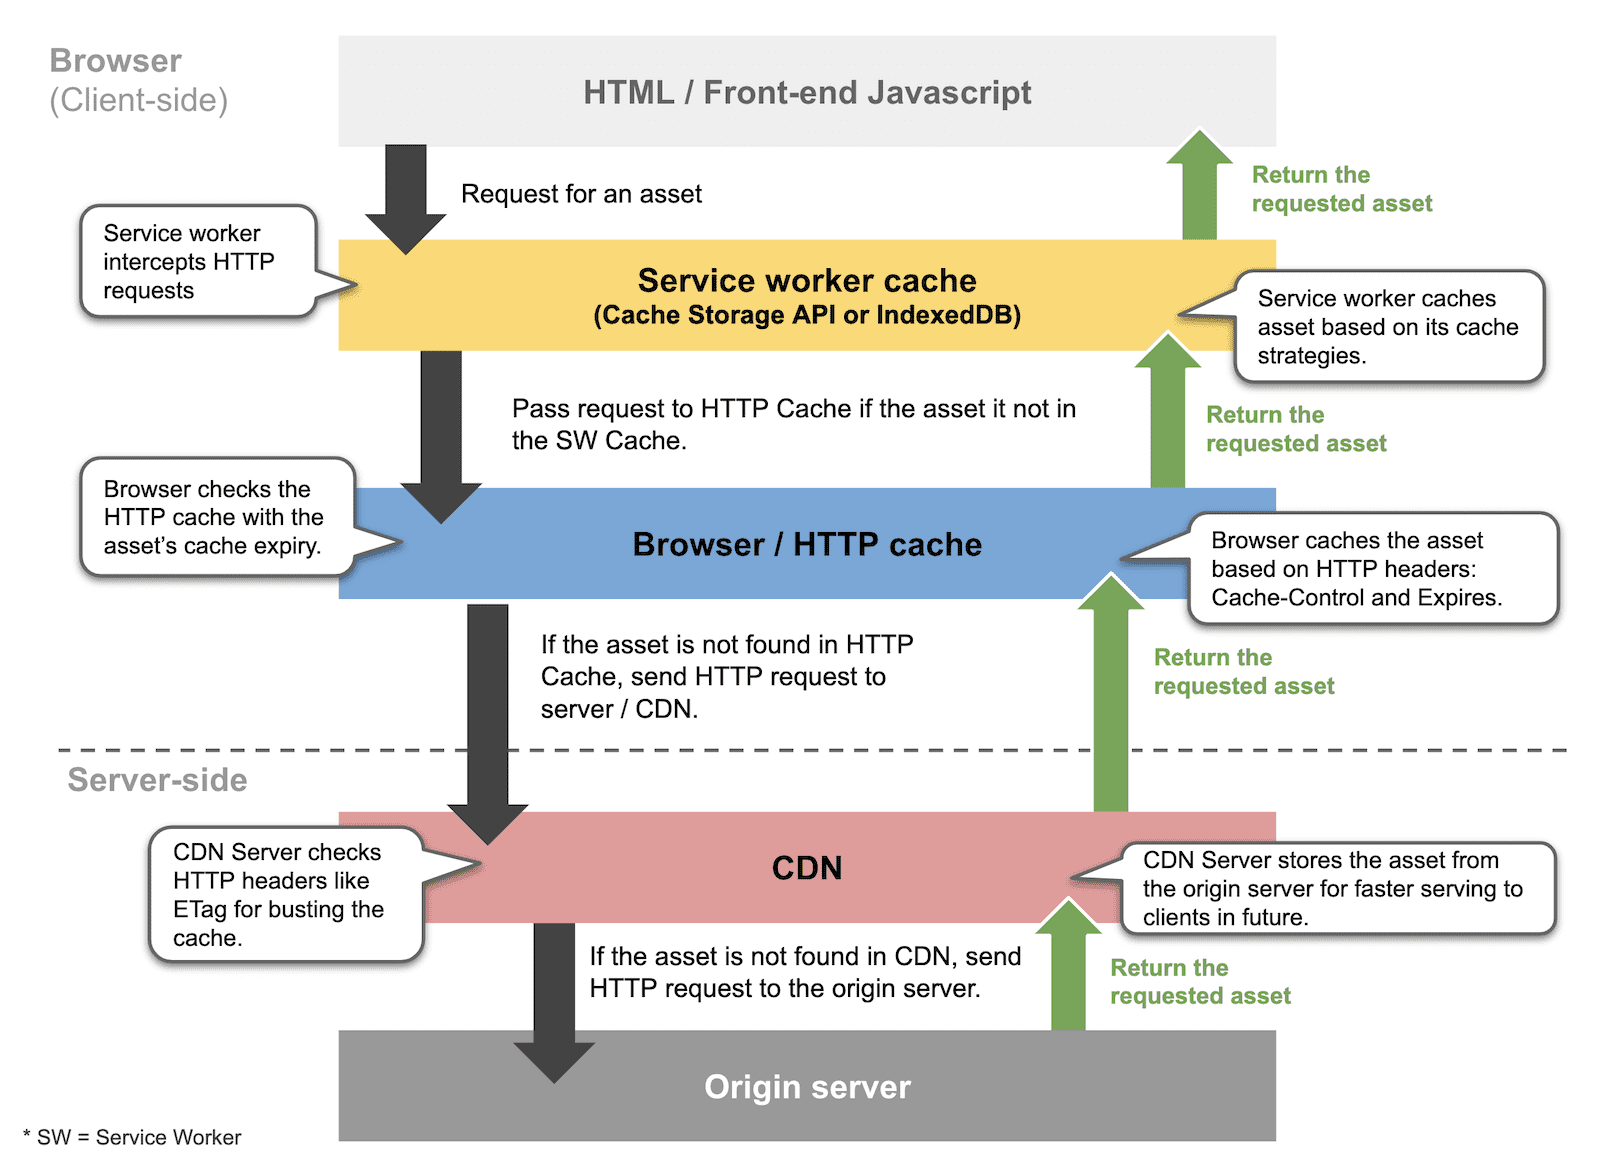 Browser
(Client-side)
HTML / Front-end Javascript
Request for an asset
Return the
requested asset
Service worker
intercepts HTTP
requests
Service worker cache
(Cache Storage API or IndexedDB)
Service worker caches
asset based on its cache
strategies.
Pass request to HTTP Cache if the asset it not in
the SW Cache.
Return the
requested asset
Browser checks the
HTTP cache with the
asset's cache expiry.
Browser / HTTP cache
Browser caches the asset
based on HTTP headers:
Cache-Control and Expires.
If the asset is not found in HTTP
Cache, send HTTP request to
server / CDN.
Return the
requested asset
Server-side
CDN Server checks
HTTP headers like
ETag for busting the
cache.
CDN
CDN Server stores the asset from
the origin server for faster serving to
clients in future.
If the asset is not found in CDN, send
HTTP request to the origin server.
Return the
requested asset
Origin server
* SW = Service Worker